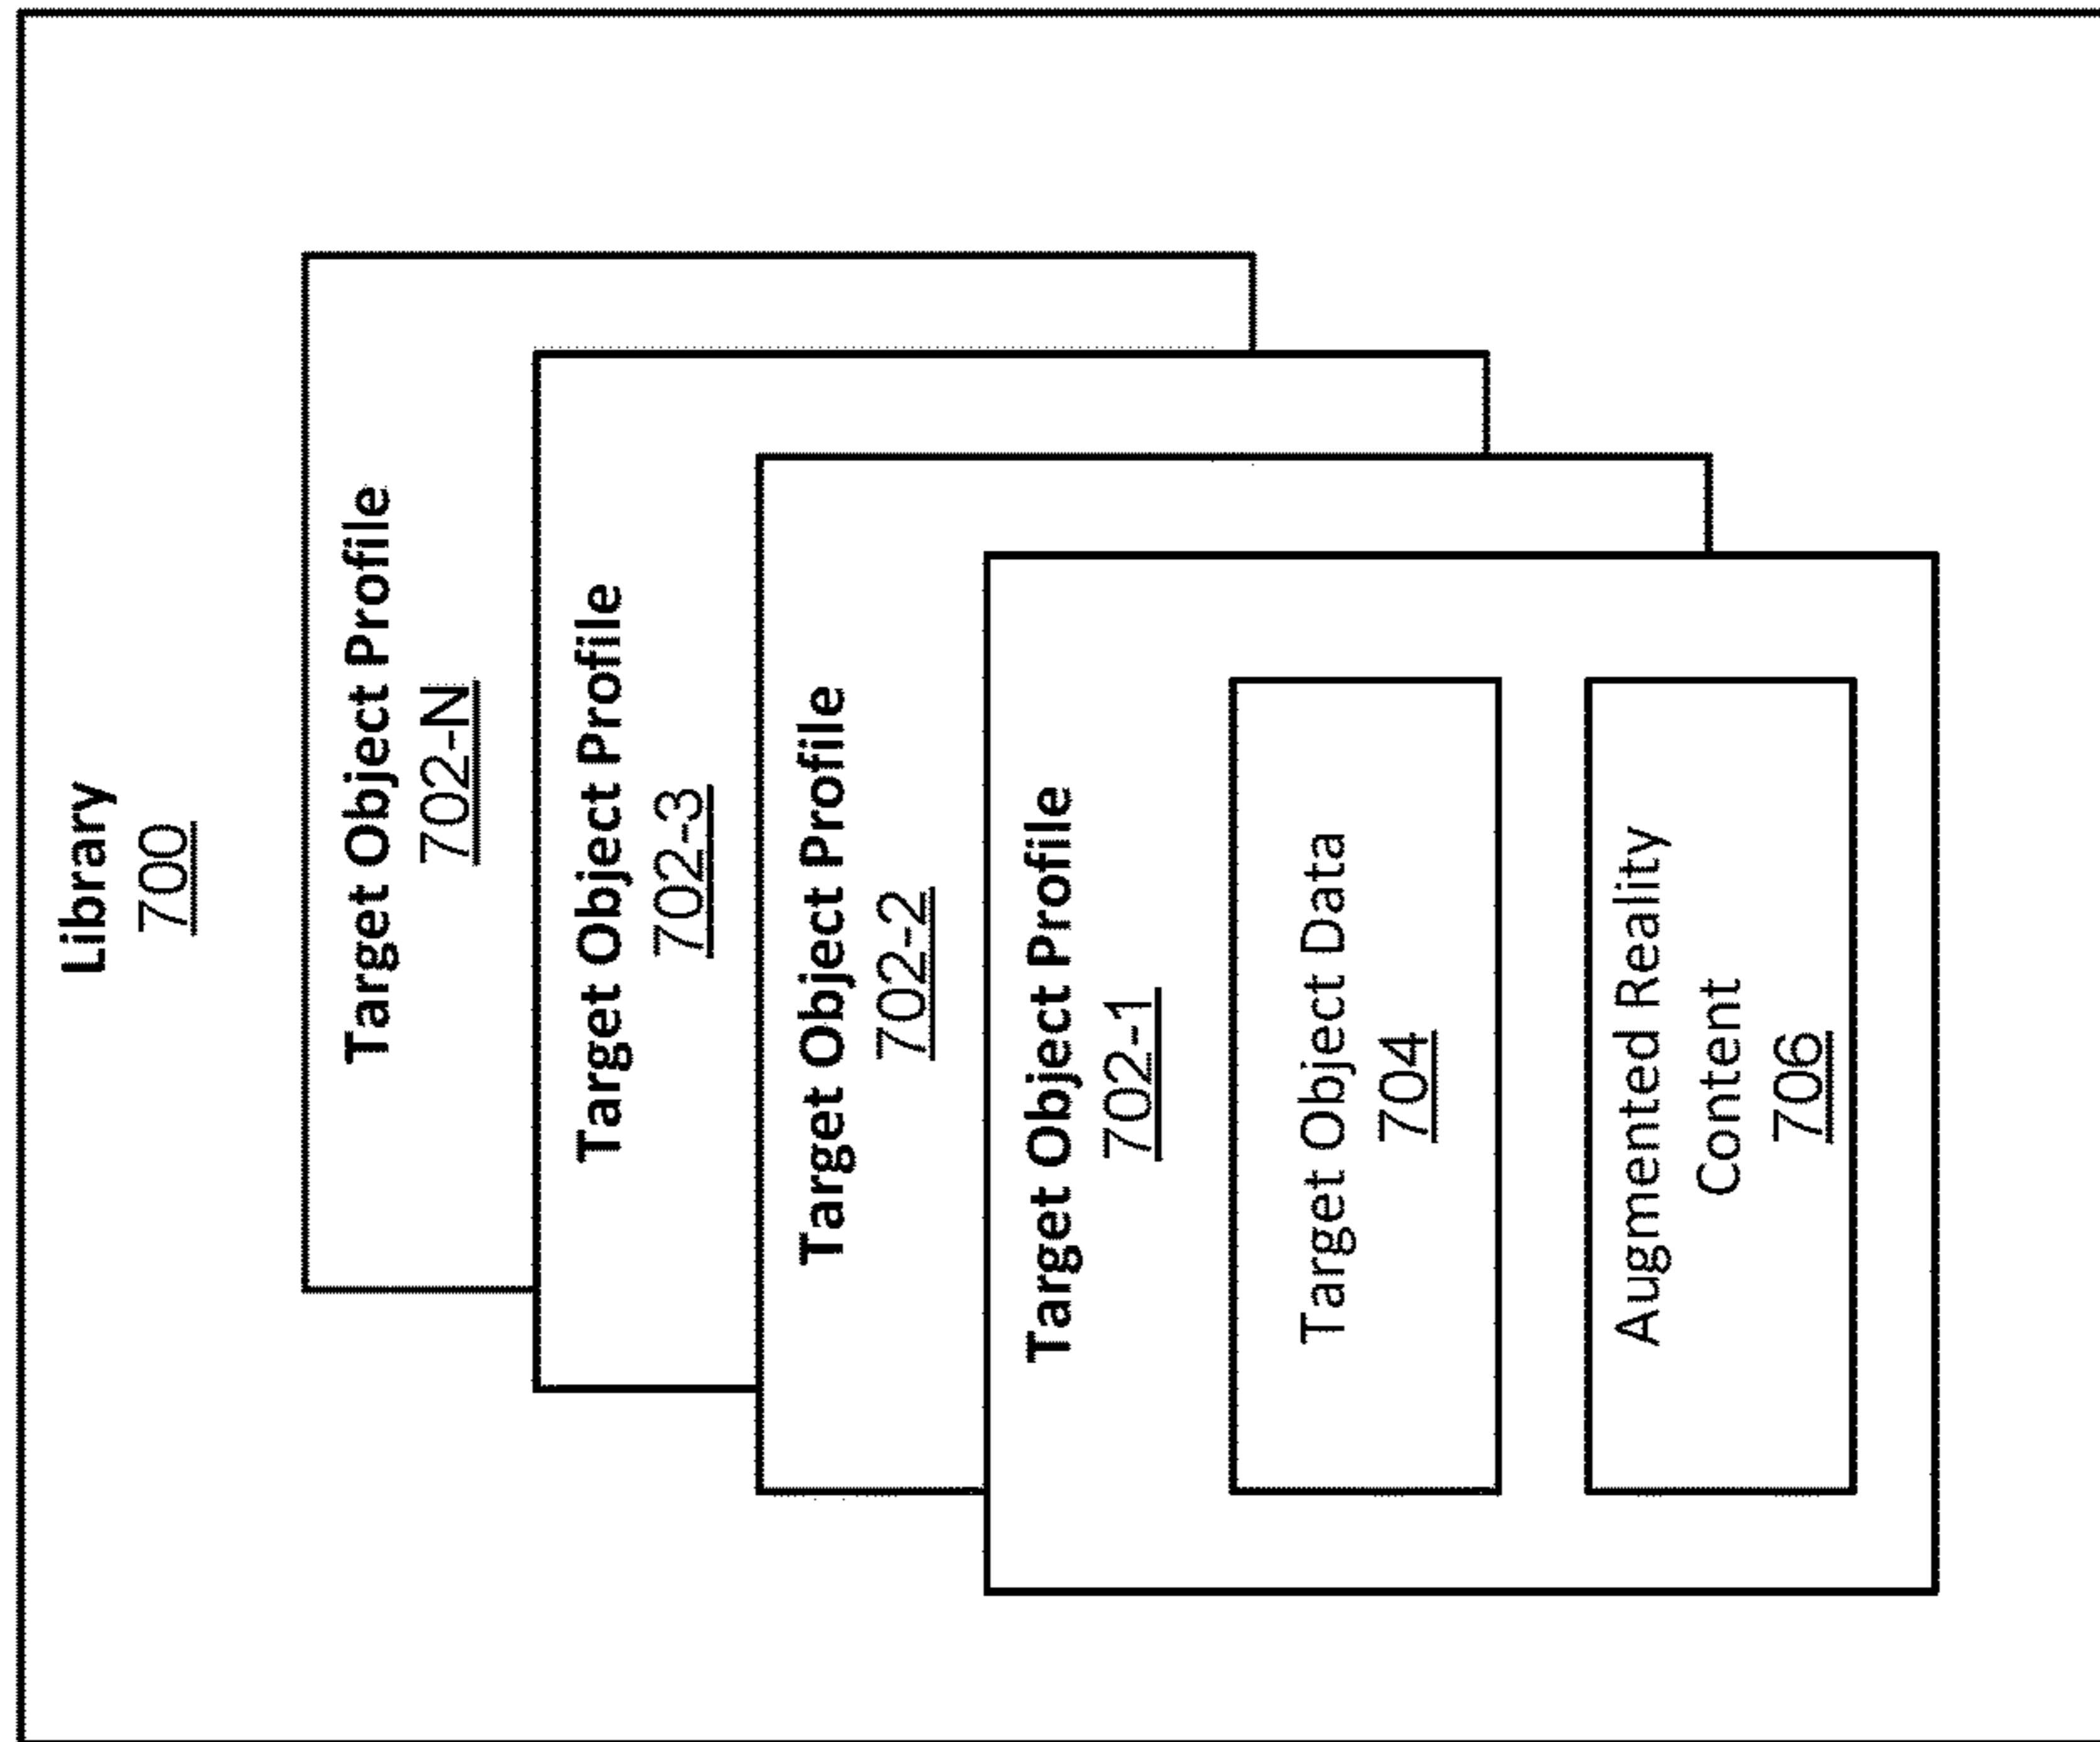 Library
700
Target Object Profile
702-N
Target Object Profile
702-3
Target Object Profile
702-2
Target Object Profile
702-1
Target Object Data
704
Augmented Reality
Content
706